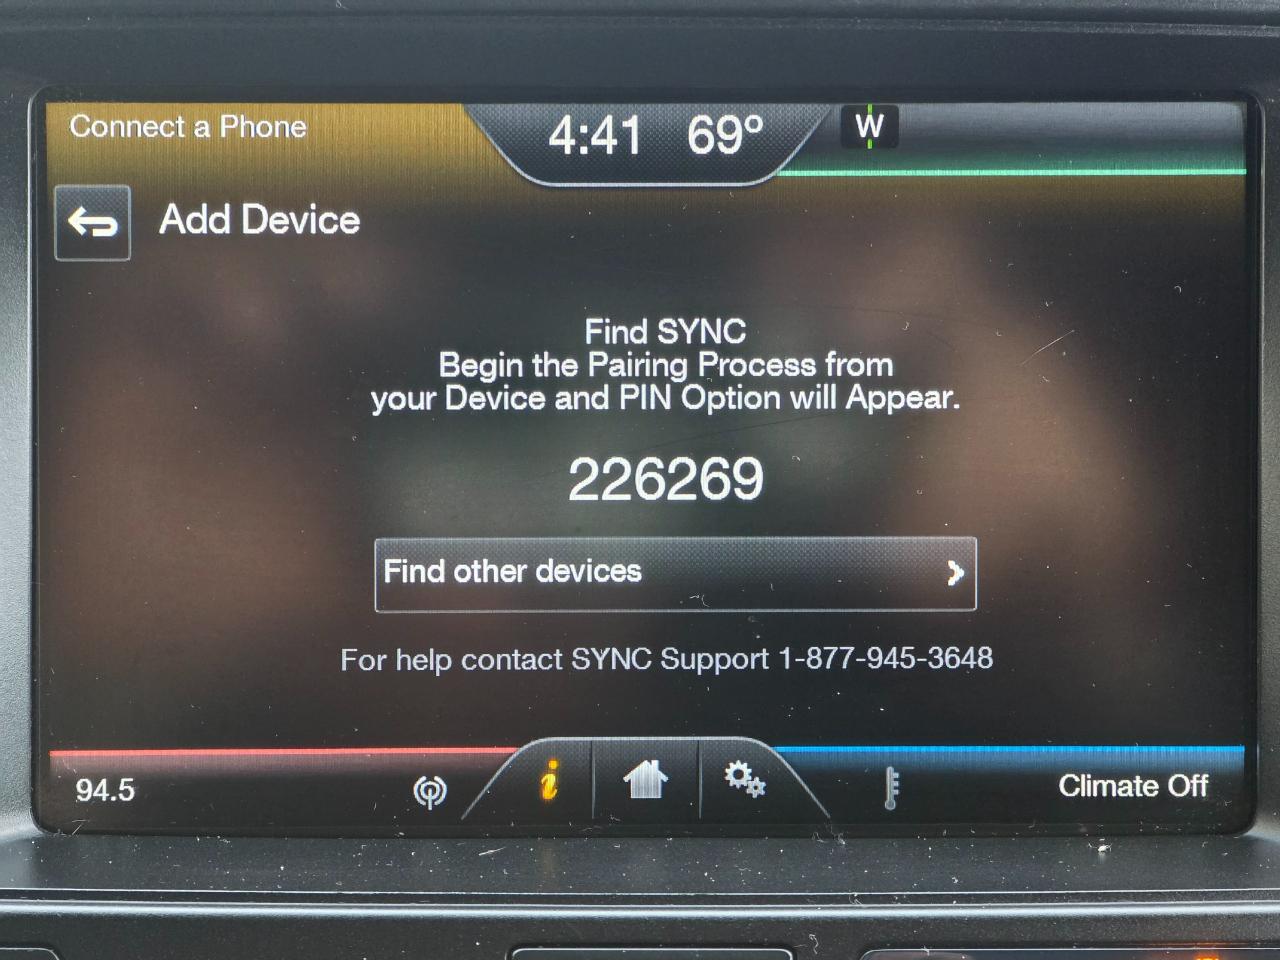 Connect a Phone
4:41 69º
W
Add Device
Find SYNC
Begin the Pairing Process from
your Device and PIN Option will Appear.
226269
Find other devices
For help contact SYNC Support 1-877-945-3648
94.5
i
Climate Off